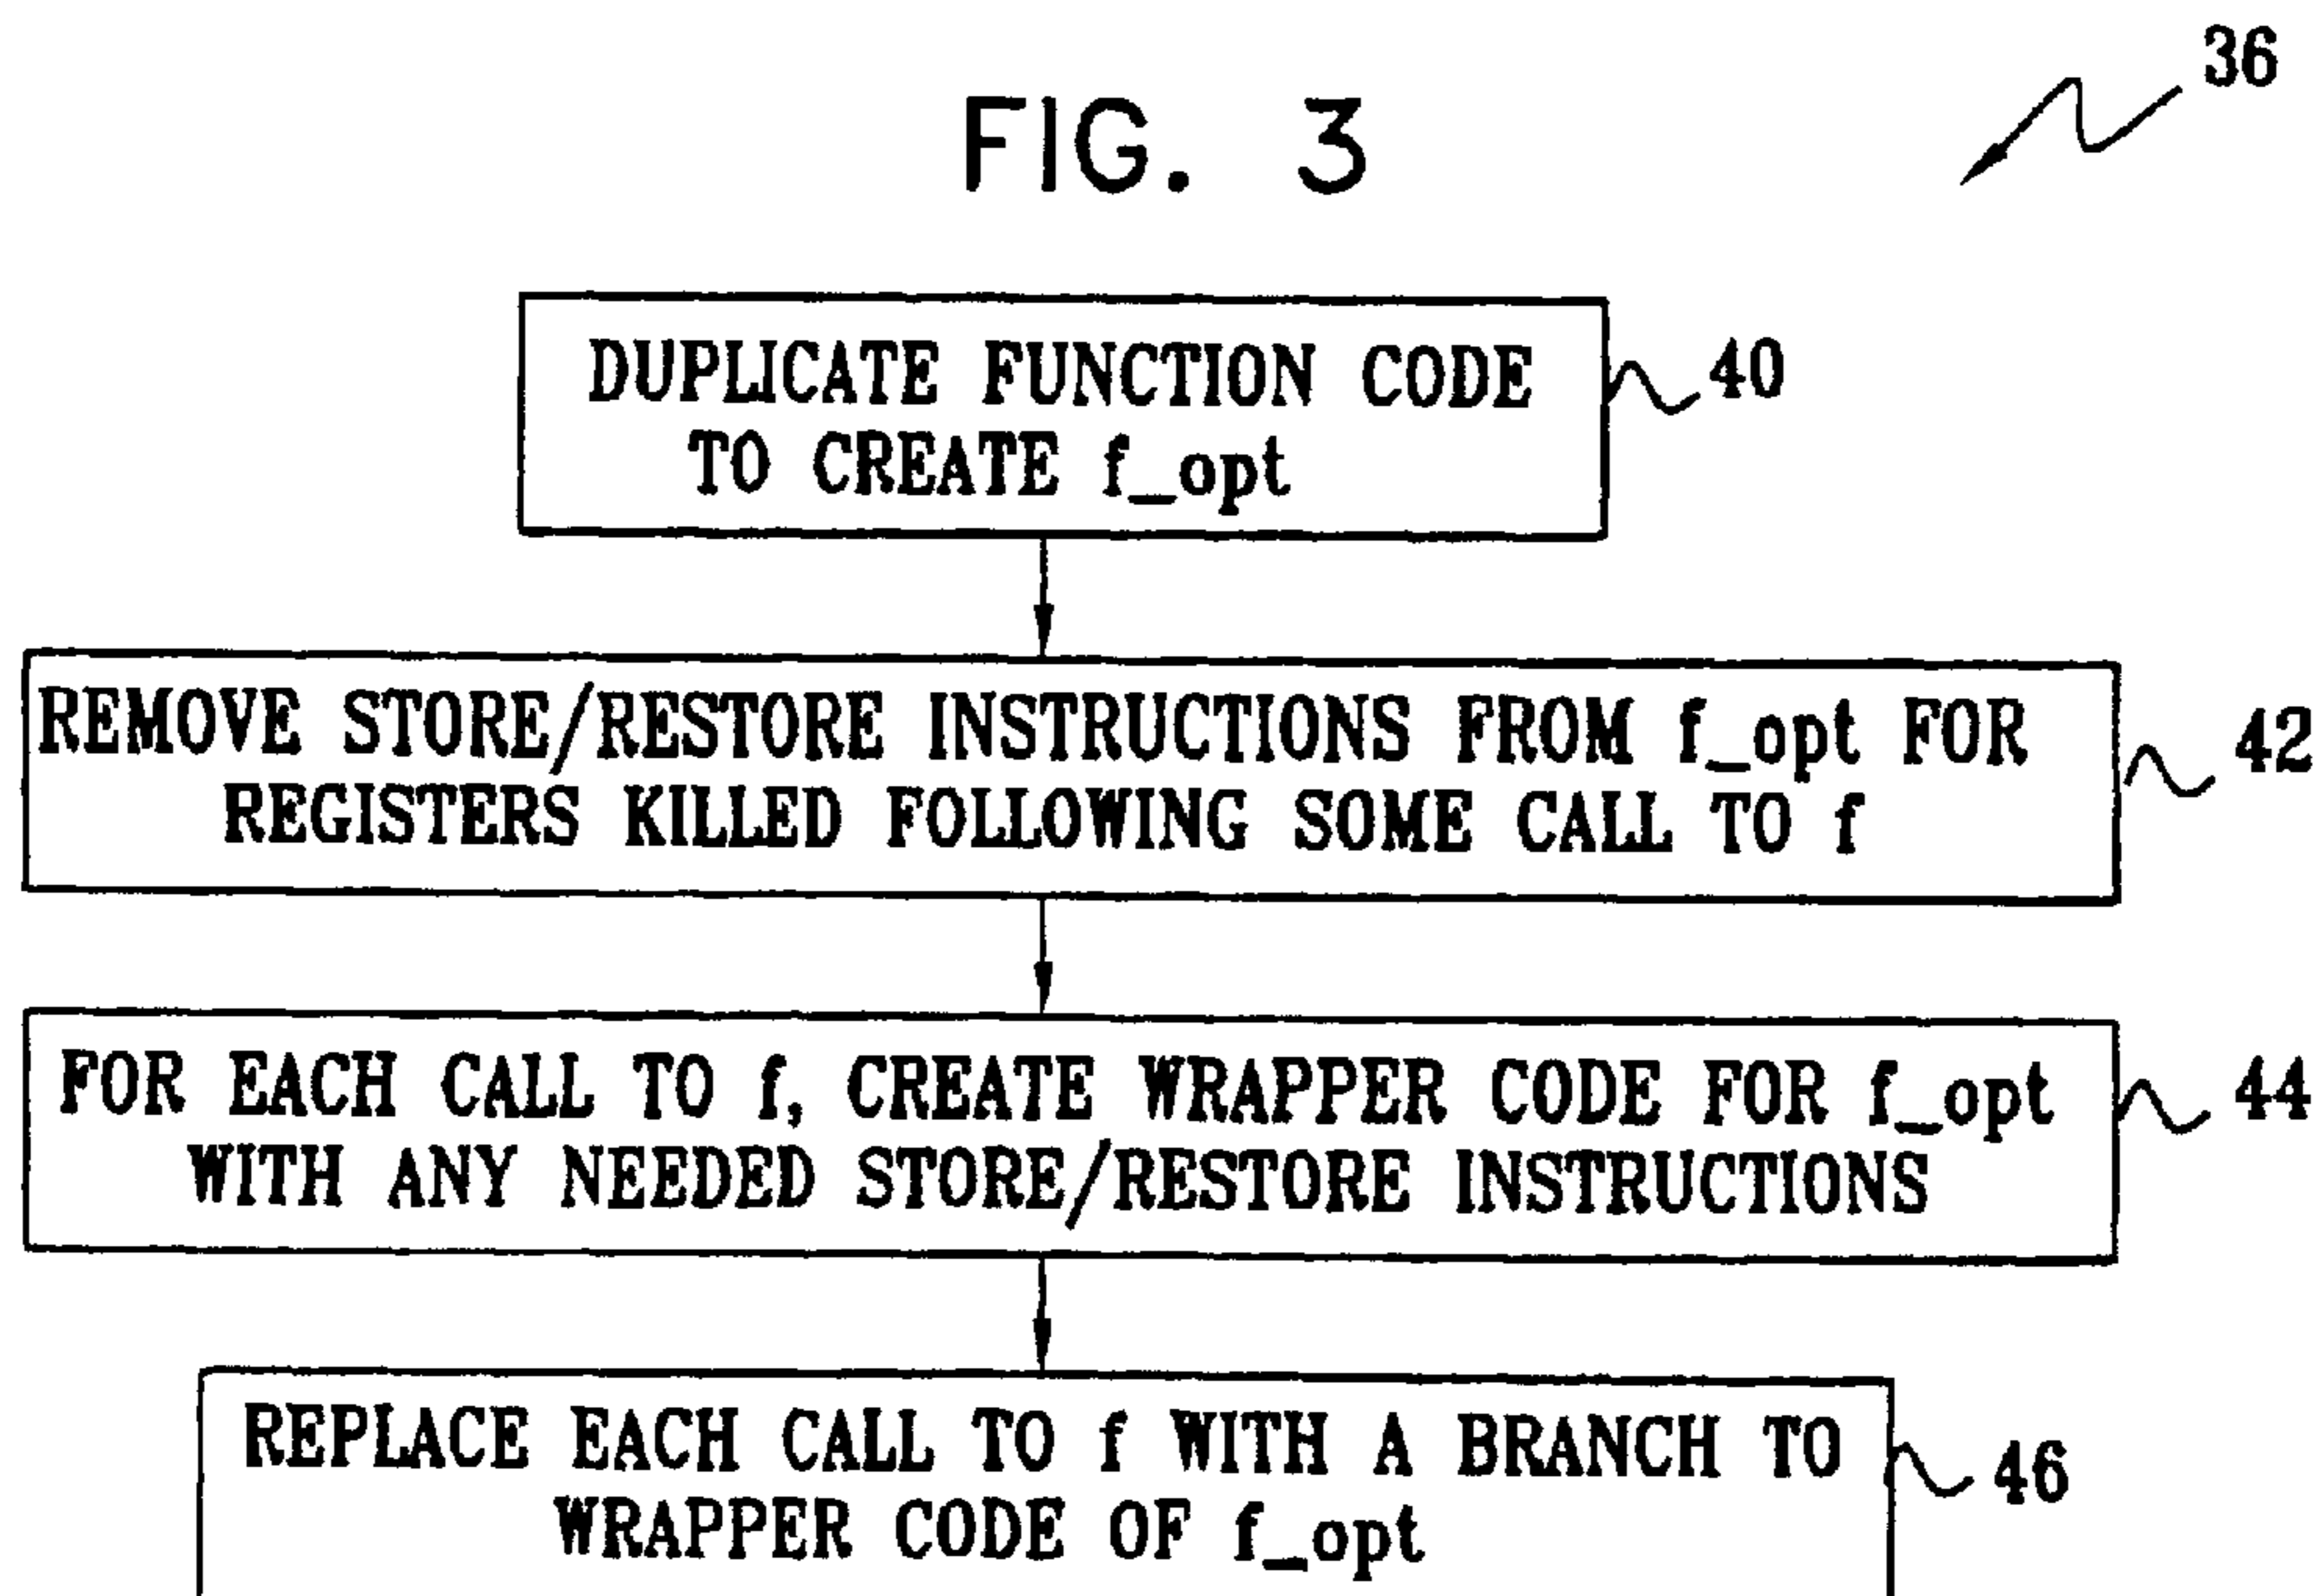 36
FIG. 3
DUPLICATE FUNCTION CODE
TO CREATE f_opt
40
REMOVE STORE/RESTORE INSTRUCTIONS FROM f_opt FOR
REGISTERS KILLED FOLLOWING SOME CALL TO f
42
FOR EACH CALL TO f, CREATE WRAPPER CODE FOR f_opt
WITH ANY NEEDED STORE/RESTORE INSTRUCTIONS
44
REPLACE EACH CALL TO f WITH A BRANCH TO
WRAPPER CODE OF f_opt
46